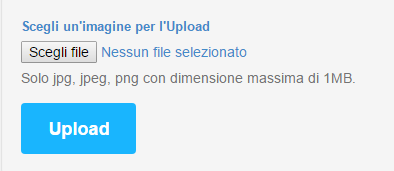 Scegli un'imagine per l'Upload
Scegli file Nessun file selezionato
Solo jpg, jpeg, png con dimensione massima di 1MB.
Upload